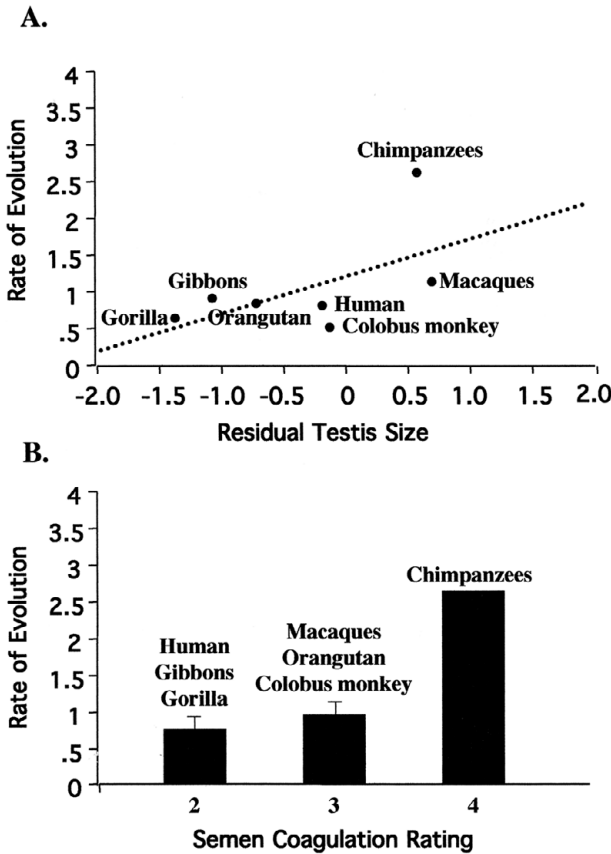 A.
Rate of Evolution
4
3.5
3
2.5
2
1.5
1
.5
0
Chimpanzees
Gibbons
Macaques
Gorilla
Orangutan
Human
Colobus monkey
-2.0 -1.5 -1.0 -0.5 0 0.5 1.0 1.5 2.0
Residual Testis Size
B.
Rate of Evolution
4
3.5
3
2.5
2
1.5
1
.5
0
Chimpanzees
Human
Gibbons
Gorilla
Macaques
Orangutan
Colobus monkey
2 3 4
Semen Coagulation Rating